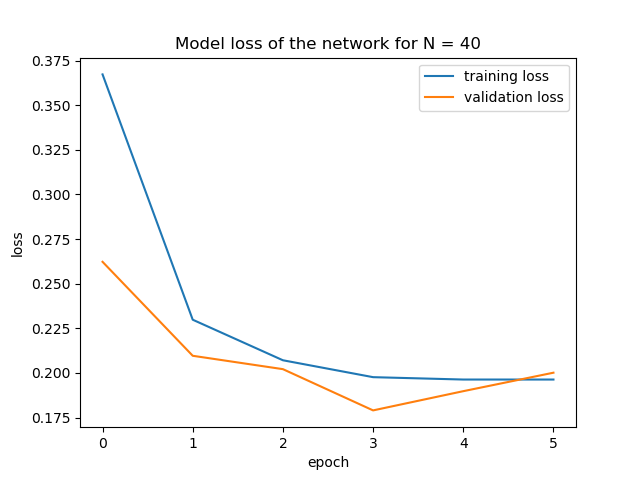 Model loss of the network for N = 40
training loss
validation loss
0.375
0.350
0.325
0.300
0.275
0.250
0.225
0.200
0.175
loss
0 1 2 3 4 5
epoch